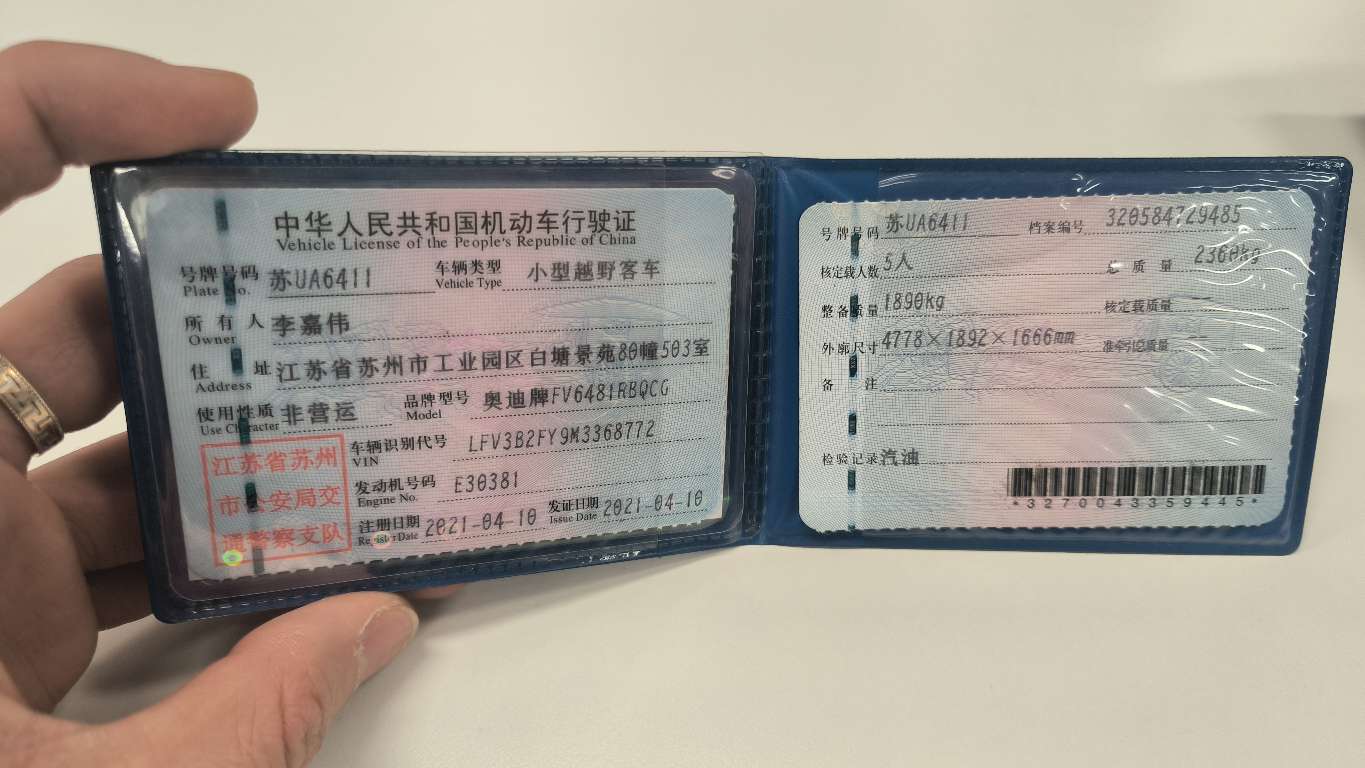 中华人民共和国机动车行驶证
Vehicle License of the People's Republic of China
号牌号码 苏UA6411 车辆类型 小型越野客车
Plate No. Vehicle Type
所有人 李嘉伟
Owner
住址 江苏省苏州市工业园区白塘景苑80幢503室
Address
使用性质 非营运 品牌型号 奥迪牌FV6481RBQCG
Use Character Model
江苏省苏州
市公安局交
通警察支队
车辆识别代号 LFV3B2FY9M3368772
VIN
发动机号码 E30381
Engine No.
注册日期 2021-04-10 发证日期 2021-04-10
Register Date Issue Date
号牌号码 苏UA6411 档案编号 320584729485
核定载人数 5人 总质量 2360kg
整备质量 1890kg 核定载质量 —
外廓尺寸 4778×1892×1666mm 准牵引总质量 —
备注
检验记录 汽油
*3270043359445*